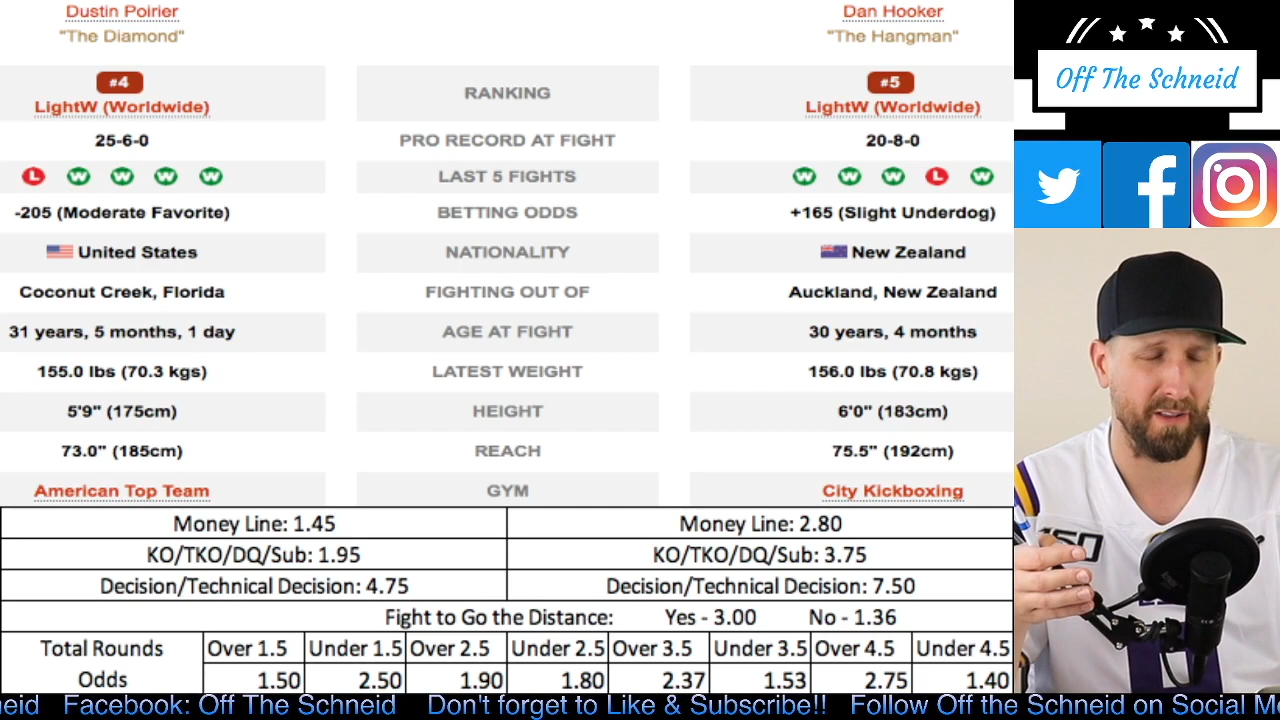 Dustin Poirier
"The Diamond"
Dan Hooker
"The Hangman"
#4
LightW (Worldwide)
RANKING
#5
LightW (Worldwide)
25-6-0 PRO RECORD AT FIGHT 20-8-0
L W W W W LAST 5 FIGHTS W W W L W
-205 (Moderate Favorite) BETTING ODDS +165 (Slight Underdog)
United States NATIONALITY New Zealand
Coconut Creek, Florida FIGHTING OUT OF Auckland, New Zealand
31 years, 5 months, 1 day AGE AT FIGHT 30 years, 4 months
155.0 lbs (70.3 kgs) LATEST WEIGHT 156.0 lbs (70.8 kgs)
5'9" (175cm) HEIGHT 6'0" (183cm)
73.0" (185cm) REACH 75.5" (192cm)
American Top Team GYM City Kickboxing
Money Line: 1.45 Money Line: 2.80
KO/TKO/DQ/Sub: 1.95 KO/TKO/DQ/Sub: 3.75
Decision/Technical Decision: 4.75 Decision/Technical Decision: 7.50
Fight to Go the Distance: Yes - 3.00 No - 1.36
Total Rounds Over 1.5 Under 1.5 Over 2.5 Under 2.5 Over 3.5 Under 3.5 Over 4.5 Under 4.5
Odds 1.50 2.50 1.90 1.80 2.37 1.53 2.75 1.40
Off The Schneid
150
neid Facebook: Off The Schneid Don't forget to Like & Subscribe!! Follow Off the Schneid on Social Me